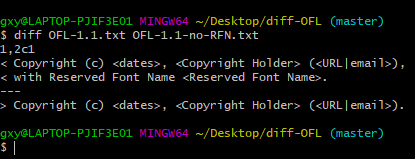 gxy@LAPTOP-PJIF3EO1 MINGW64 ~/Desktop/diff-OFL (master)
$ diff OFL-1.1.txt OFL-1.1-no-RFN.txt
1,2c1
< Copyright (c) <dates>, <Copyright Holder> (<URL|email>),
< with Reserved Font Name <Reserved Font Name>.
---
> Copyright (c) <dates>, <Copyright Holder> (<URL|email>).
gxy@LAPTOP-PJIF3EO1 MINGW64 ~/Desktop/diff-OFL (master)
$